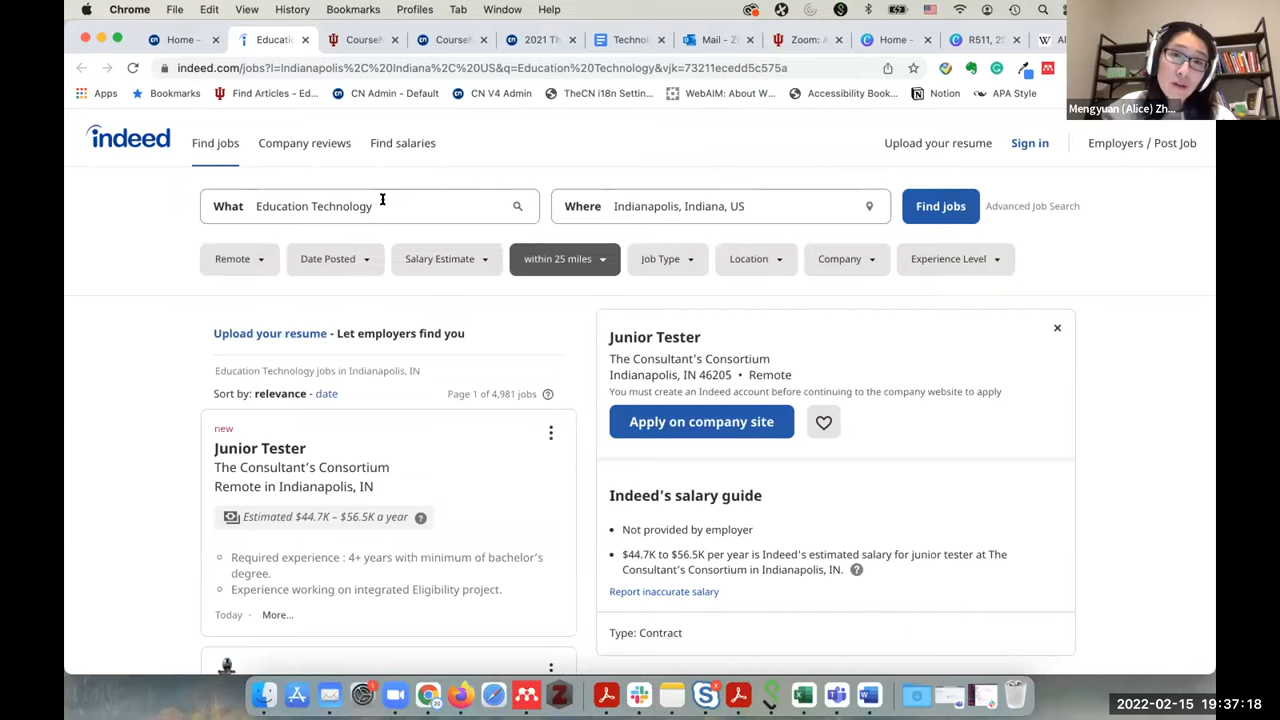 Chrome File Edit View History Bookmarks Profiles Tab Window Help
Home - Educati CourseN Course 2021 Th Technol Mail - Z Zoom: A Home - R511, 20
indeed.com/jobs?l=Indianapolis%2C%20Indiana%2C%20US&q=Education%20Technology&vjk=73211ecedd5c575a
Apps Bookmarks Find Articles - Ed... CN Admin - Default CN V4 Admin TheCN i18n Settin... WebAIM: About W... Accessibility Book... Notion APA Style
Mengyuan (Alice) Zh...
indeed Find jobs Company reviews Find salaries Upload your resume Sign in Employers / Post Job
What Education Technology Where Indianapolis, Indiana, US Find jobs Advanced Job Search
Remote Date Posted Salary Estimate within 25 miles Job Type Location Company Experience Level
Upload your resume - Let employers find you
Education Technology jobs in Indianapolis, IN
Sort by: relevance - date Page 1 of 4,981 jobs
new
Junior Tester
The Consultant's Consortium
Remote in Indianapolis, IN
Estimated $44.7K – $56.5K a year
Required experience : 4+ years with minimum of bachelor's
degree.
Experience working on integrated Eligibility project.
Today · More...
Junior Tester
The Consultant's Consortium
Indianapolis, IN 46205 • Remote
You must create an Indeed account before continuing to the company website to apply
Apply on company site
Indeed's salary guide
Not provided by employer
$44.7K to $56.5K per year is Indeed's estimated salary for junior tester at The
Consultant's Consortium in Indianapolis, IN.
Report inaccurate salary
Type: Contract
2022-02-15 19:37:18